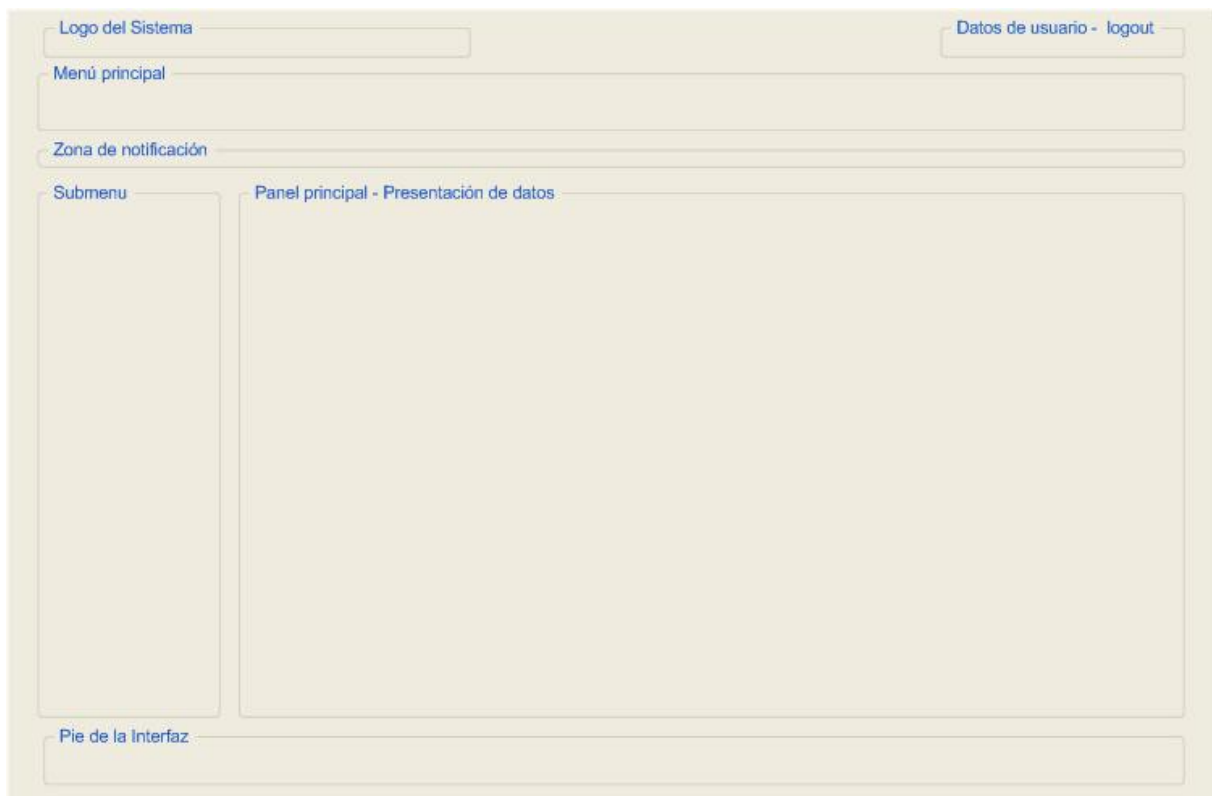 Logo del Sistema
Datos de usuario - logout
Menú principal
Zona de notificación
Submenu
Panel principal - Presentación de datos
Pie de la Interfaz